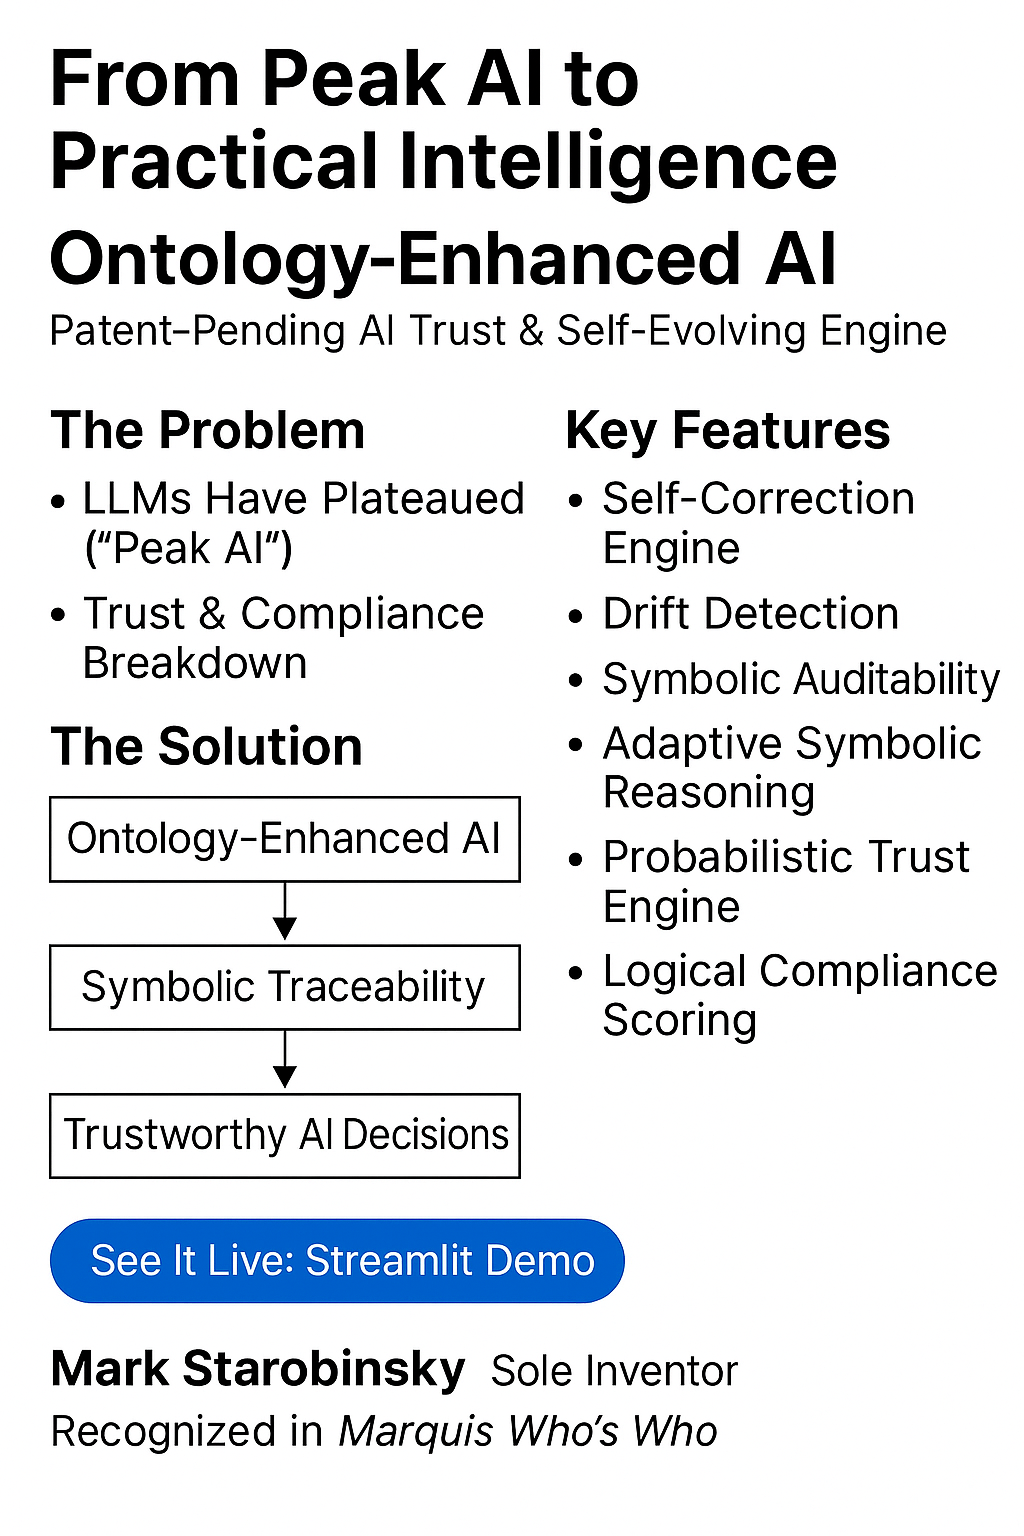 From Peak AI to
Practical Intelligence
Ontology-Enhanced AI
Patent–Pending AI Trust & Self-Evolving Engine
The Problem
• LLMs Have Plateaued
(“Peak AI”)
• Trust & Compliance
Breakdown
The Solution
Ontology–Enhanced AI
Symbolic Traceability
Trustworthy AI Decisions
Key Features
• Self–Correction
Engine
• Drift Detection
• Symbolic Auditability
• Adaptive Symbolic
Reasoning
• Probabilistic Trust
Engine
• Logical Compliance
Scoring
See It Live: Streamlit Demo
Mark Starobinsky Sole Inventor
Recognized in Marquis Who’s Who